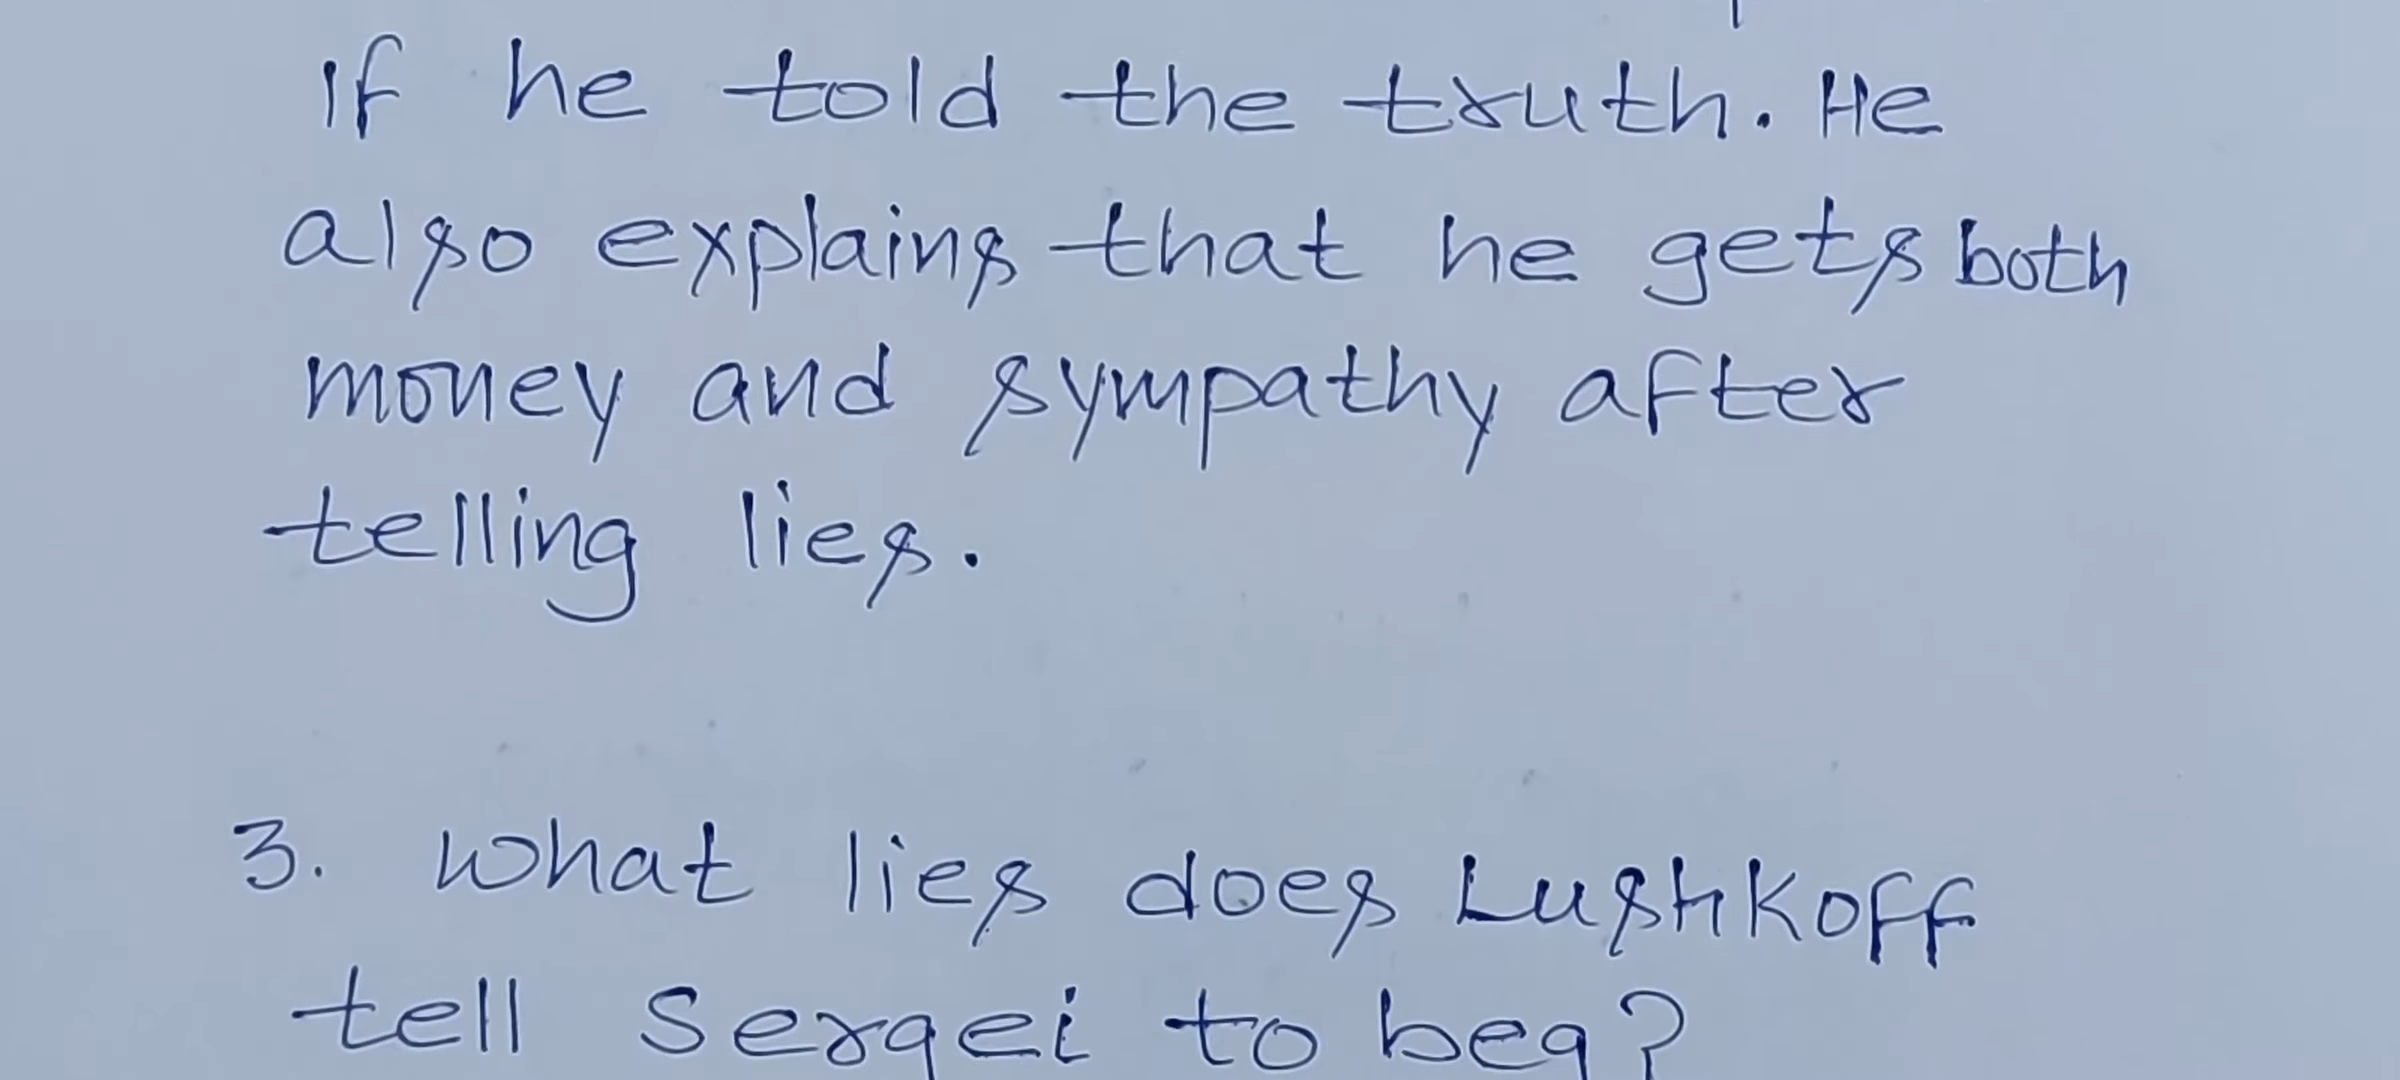 if he told the truth. He
also explains that he gets both
money and sympathy after
telling lies.
3. What lies does Lushkoff
tell Sergei to beg?